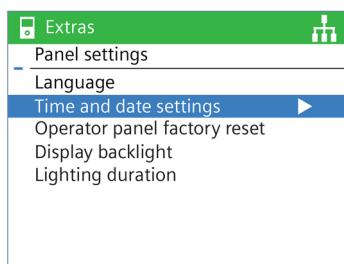 Extras
Panel settings
Language
Time and date settings
Operator panel factory reset
Display backlight
Lighting duration